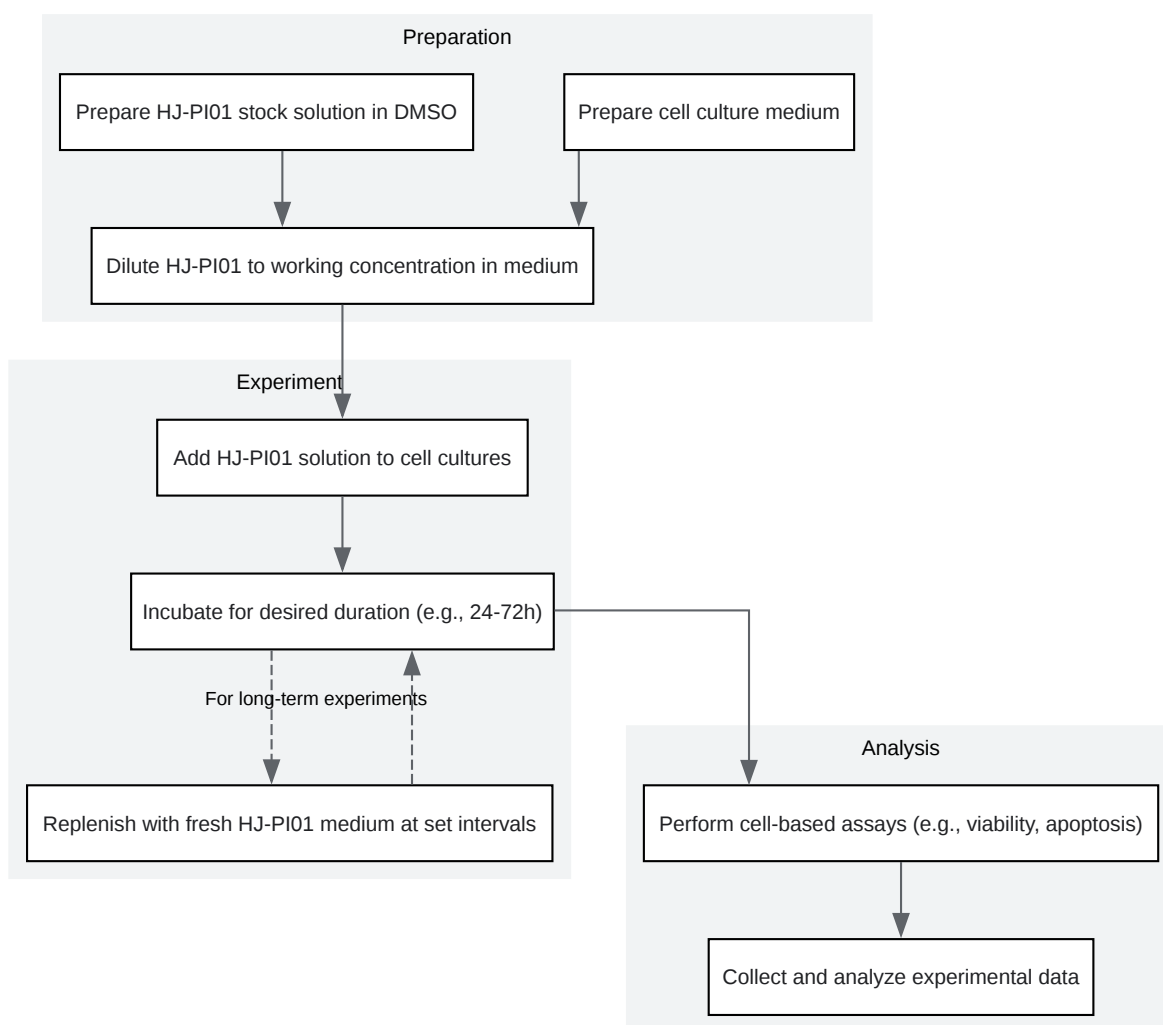 Preparation
Prepare HJ-PI01 stock solution in DMSO
Prepare cell culture medium
Dilute HJ-PI01 to working concentration in medium
Experiment
Add HJ-PI01 solution to cell cultures
Incubate for desired duration (e.g., 24-72h)
For long-term experiments
Replenish with fresh HJ-PI01 medium at set intervals
Analysis
Perform cell-based assays (e.g., viability, apoptosis)
Collect and analyze experimental data